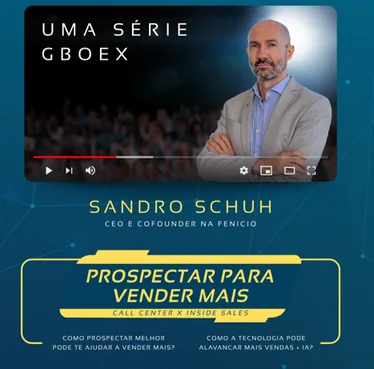 UMA SÉRIE
GBOEX
SANDRO SCHUH
CEO E COFOUNDER NA FENICIO
PROSPECTAR PARA
VENDER MAIS
CALL CENTER X INSIDE SALES
COMO PROSPECTAR MELHOR
PODE TE AJUDAR A VENDER MAIS?
COMO A TECNOLOGIA PODE
ALAVANCAR MAIS VENDAS + IA?